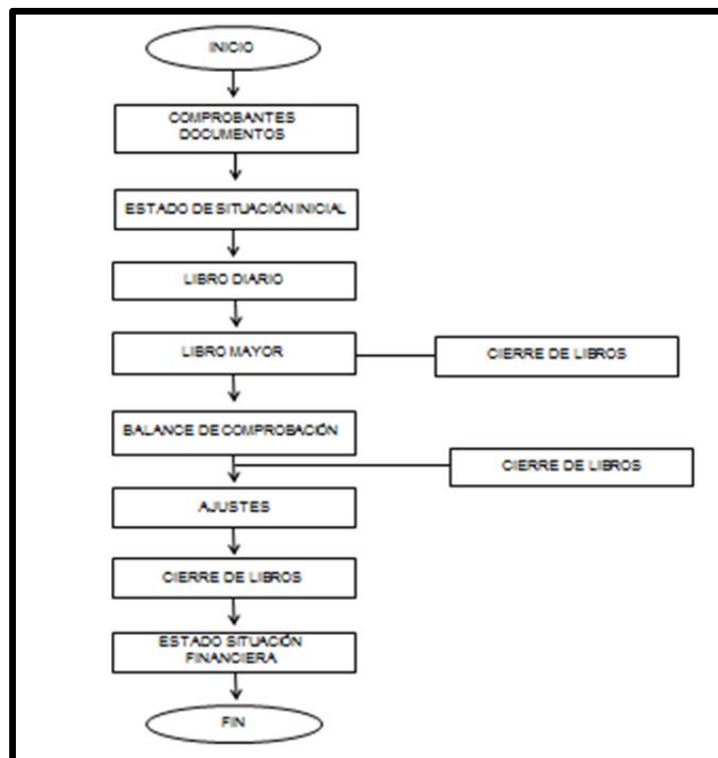 INICIO
COMPROBANTES
DOCUMENTOS
ESTADO DE SITUACIÓN INICIAL
LIBRO DIARIO
LIBRO MAYOR
CIERRE DE LIBROS
BALANCE DE COMPROBACIÓN
CIERRE DE LIBROS
AJUSTES
CIERRE DE LIBROS
ESTADO SITUACIÓN
FINANCIERA
FIN